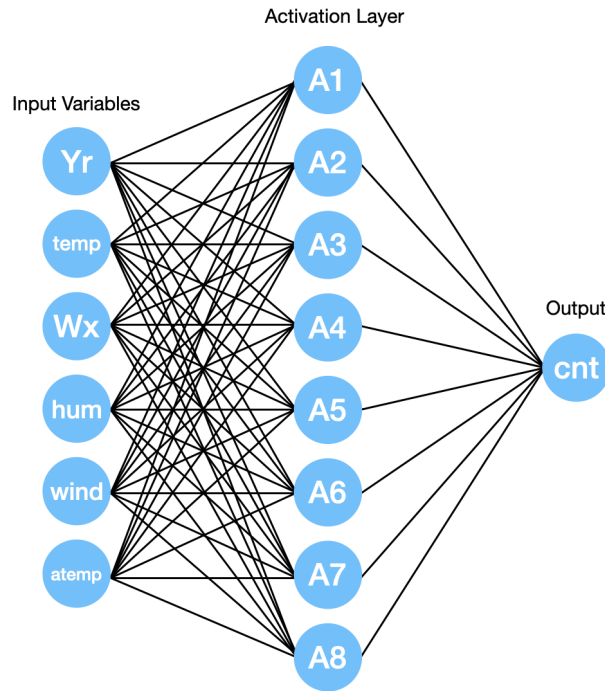 Activation Layer
Input Variables
Output
Yr
temp
Wx
hum
wind
atemp
A1
A2
A3
A4
A5
A6
A7
A8
cnt